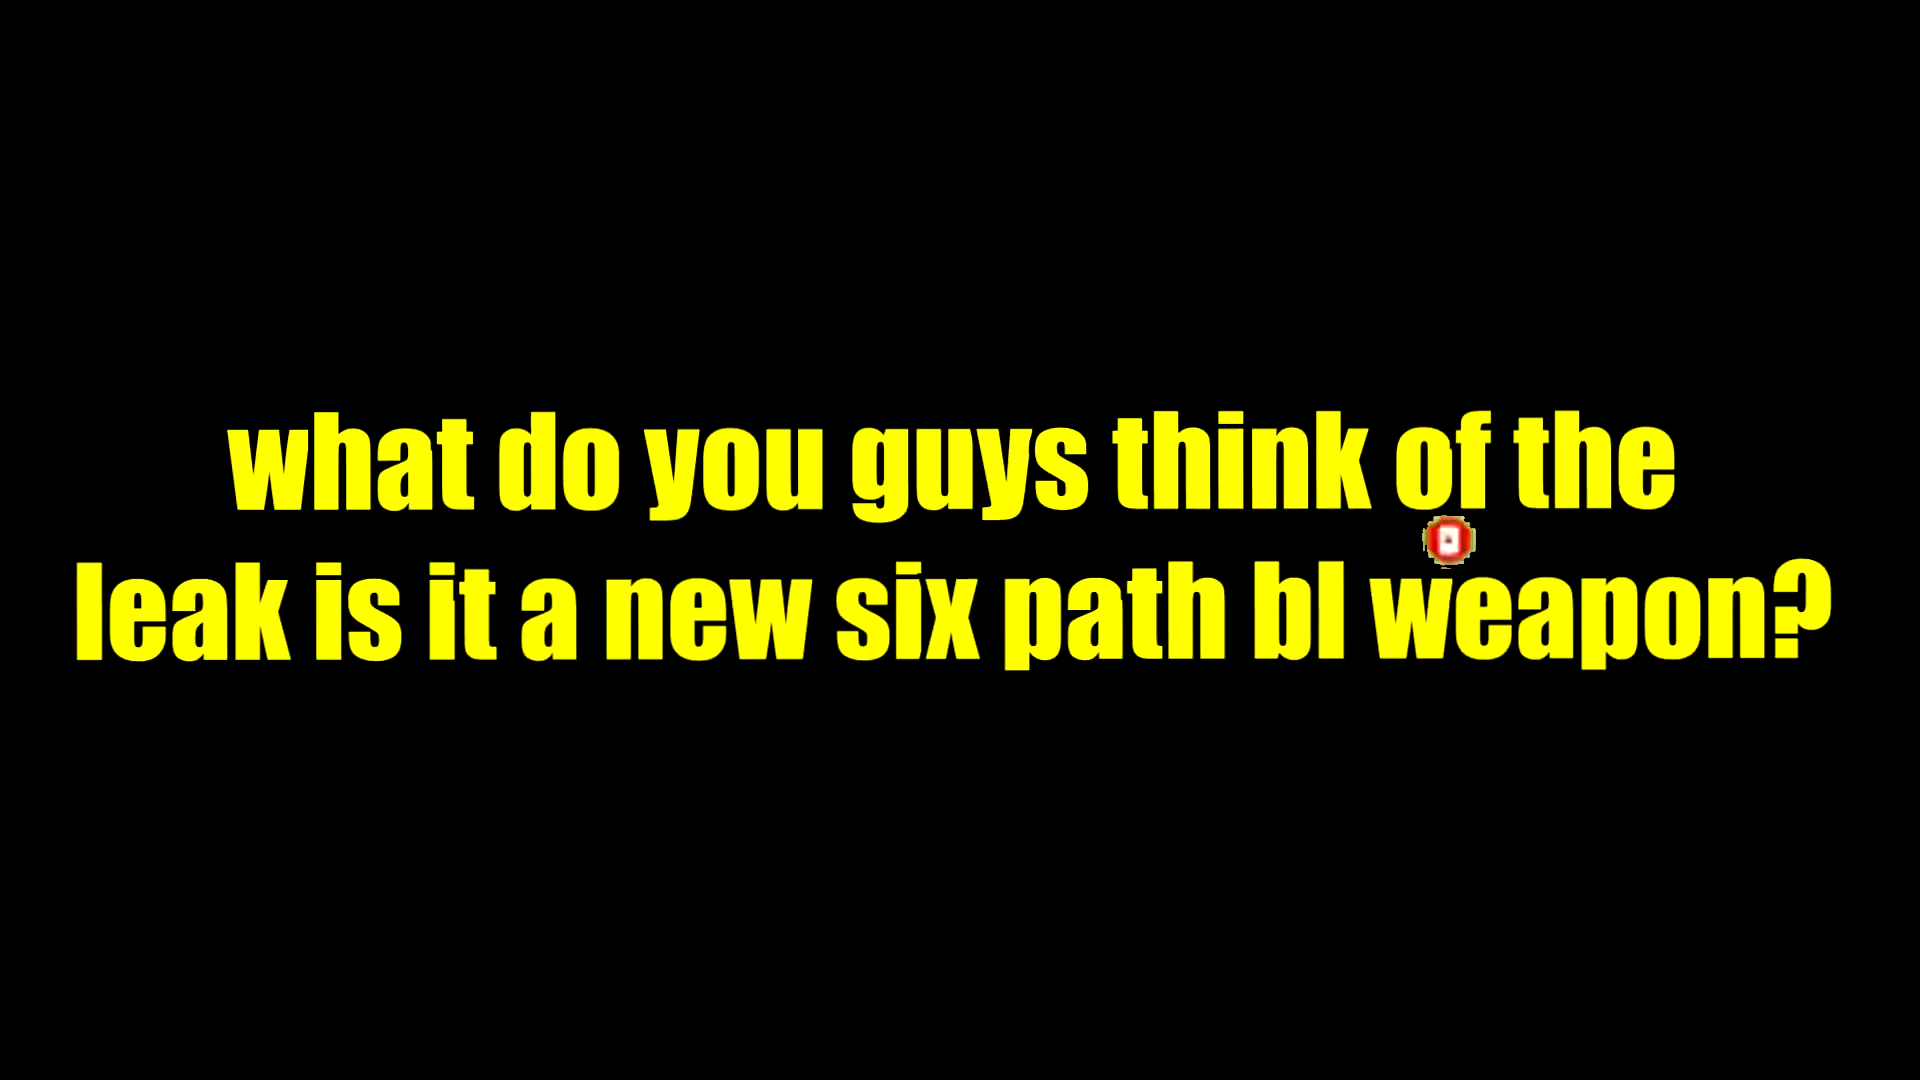 what do you guys think of the
leak is it a new six path bl weapon?